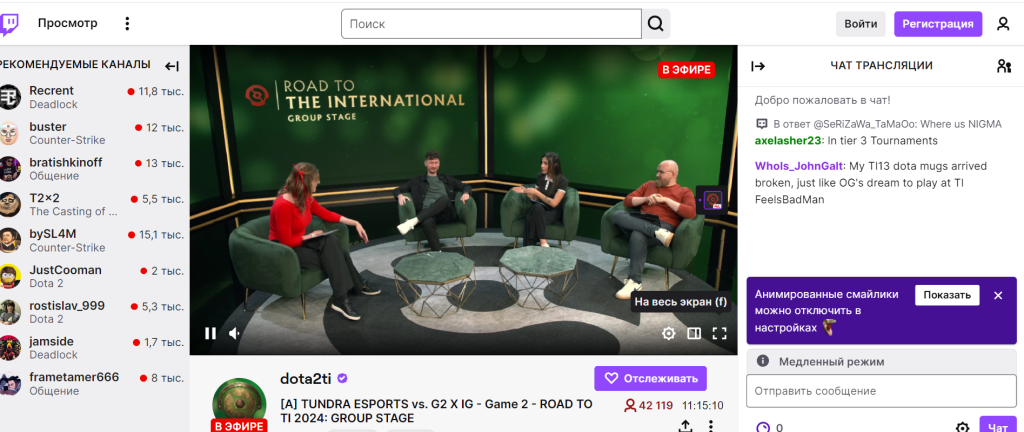 Просмотр
Поиск
Войти
Регистрация
РЕКОМЕНДУЕМЫЕ КАНАЛЫ
Recrent
11,8 тыс.
Deadlock
buster
12 тыс.
Counter-Strike
bratishkinoff
13 тыс.
Общение
T2x2
5,5 тыс.
The Casting of ...
bySL4M
15,1 тыс.
Counter-Strike
JustCooman
2 тыс.
Dota 2
rostislav_999
5,3 тыс.
Dota 2
jamside
1,7 тыс.
Deadlock
frametamer666
8 тыс.
Общение
В ЭФИРЕ
ROAD TO
THE INTERNATIONAL
GROUP STAGE
На весь экран (f)
dota2ti
Отслеживать
[A] TUNDRA ESPORTS vs. G2 X IG - Game 2 - ROAD TO
TI 2024: GROUP STAGE
42 119
11:15:10
В ЭФИРЕ
ЧАТ ТРАНСЛЯЦИИ
Добро пожаловать в чат!
В ответ @SeRiZaWa_TaMaOo: Where us NIGMA
axelasher23: In tier 3 Tournaments
WhoIs_JohnGalt: My TI13 dota mugs arrived
broken, just like OG's dream to play at TI
FeelsBadMan
Анимированные смайлики
можно отключить в
настройках
Показать
Медленный режим
Отправить сообщение
0
Чат